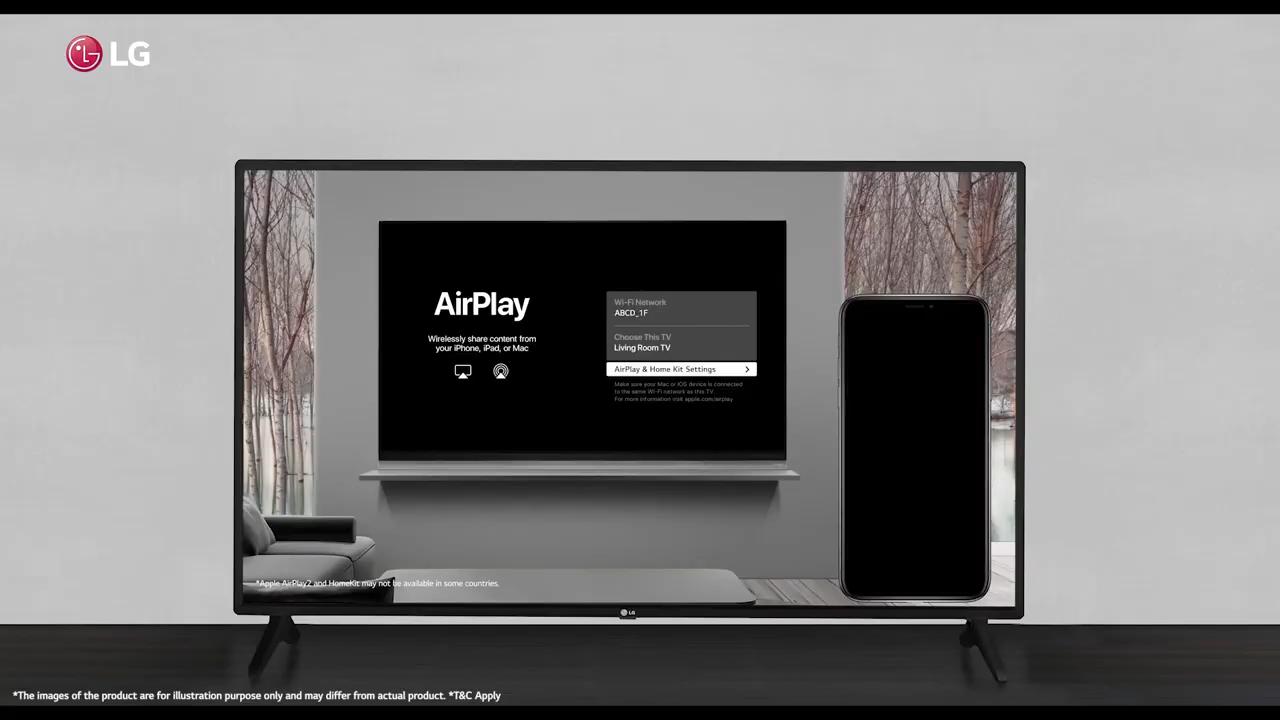 LG
AirPlay
Wirelessly share content from
your iPhone, iPad, or Mac
Wi-Fi Network
ABCD_1F
Choose This TV
Living Room TV
AirPlay & Home Kit Settings
Make sure your Mac or iOS device is connected
to the same Wi-Fi network as this TV.
For more information visit apple.com/airplay
*Apple AirPlay2 and HomeKit may not be available in some countries.
LG
*The images of the product are for illustration purpose only and may differ from actual product. *T&C Apply